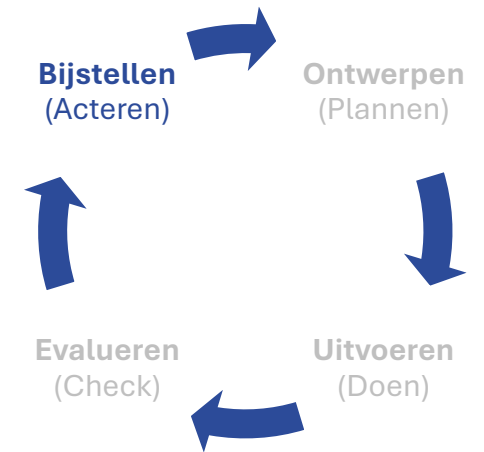 Bijstellen
(Acteren)
Ontwerpen
(Plannen)
Evalueren
(Check)
Uitvoeren
(Doen)